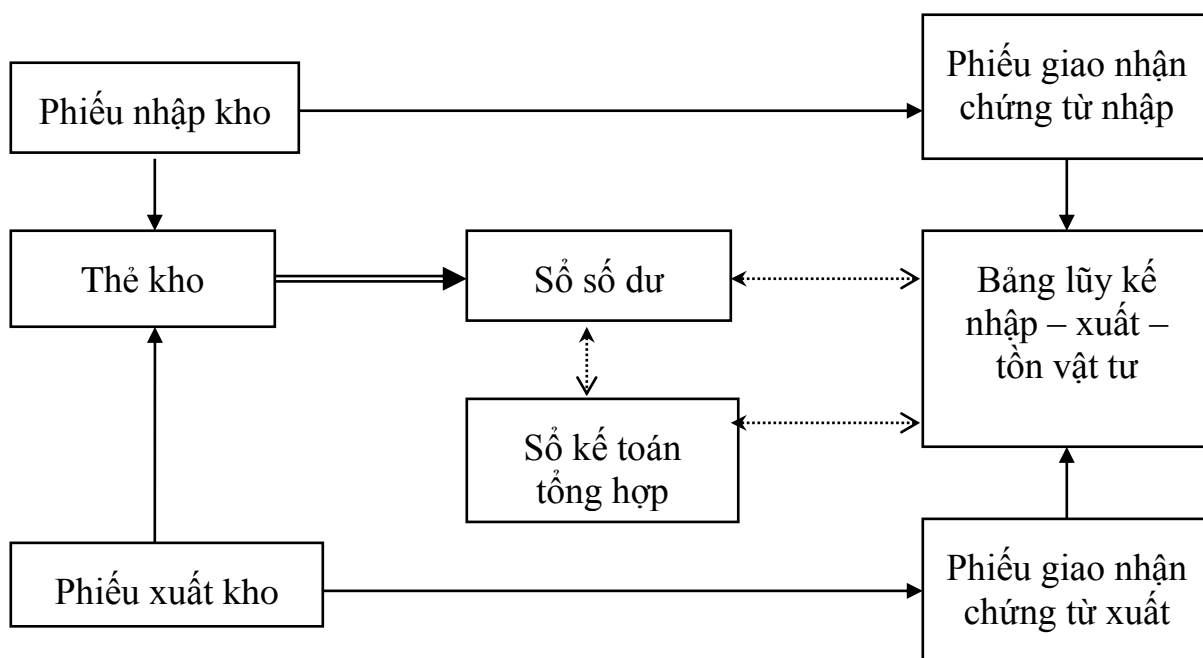 Phiếu nhập kho
Phiếu giao nhận
chứng từ nhập
Thẻ kho
Sổ số dư
Bảng lũy kế
nhập – xuất –
tồn vật tư
Sổ kế toán
tổng hợp
Phiếu xuất kho
Phiếu giao nhận
chứng từ xuất